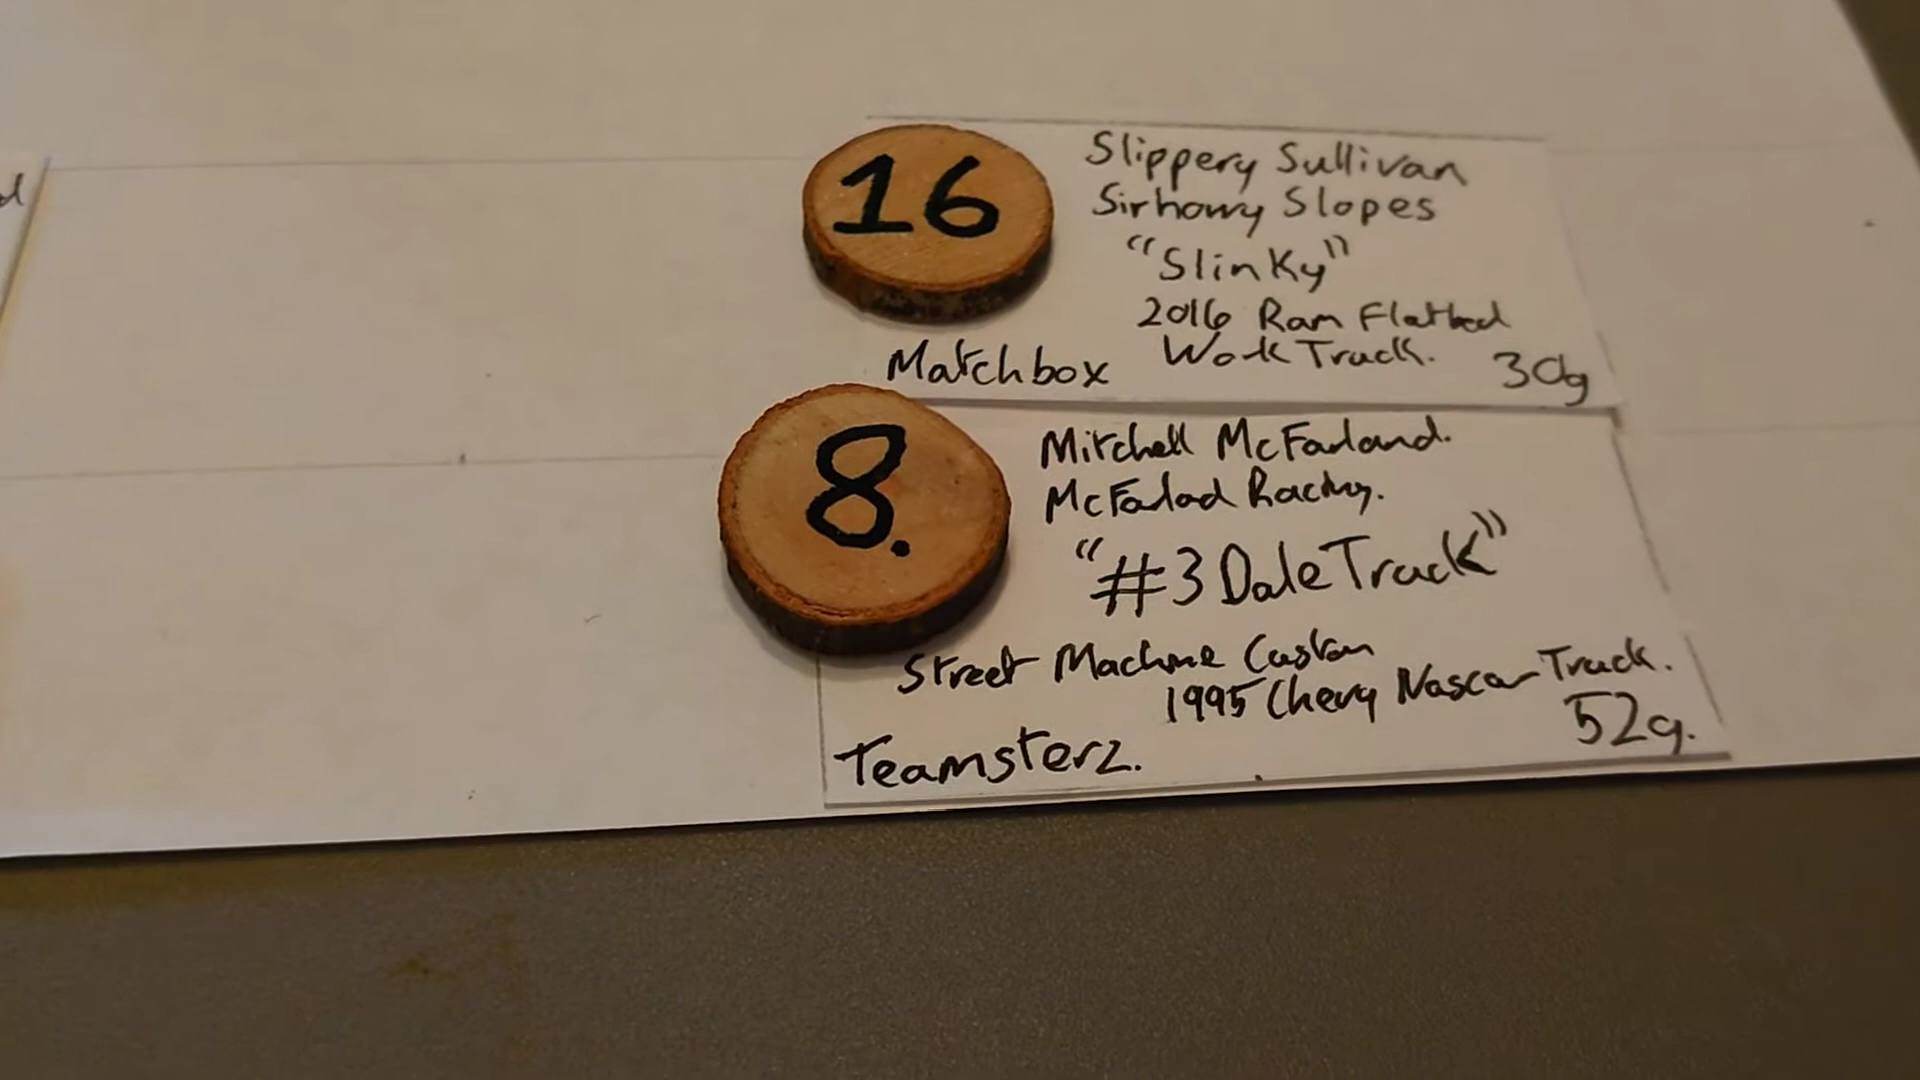 16
Slippery Sullivan
Sirhowy Slopes
"Slinky"
2016 Ram Flatbed
Work Truck.
Matchbox
30g
8.
Mitchell McFarland.
McFarlad Racing.
"#3 Dale Truck"
Street Machine Custom
1995 Chevy Nascar Truck.
52g.
Teamsterz.